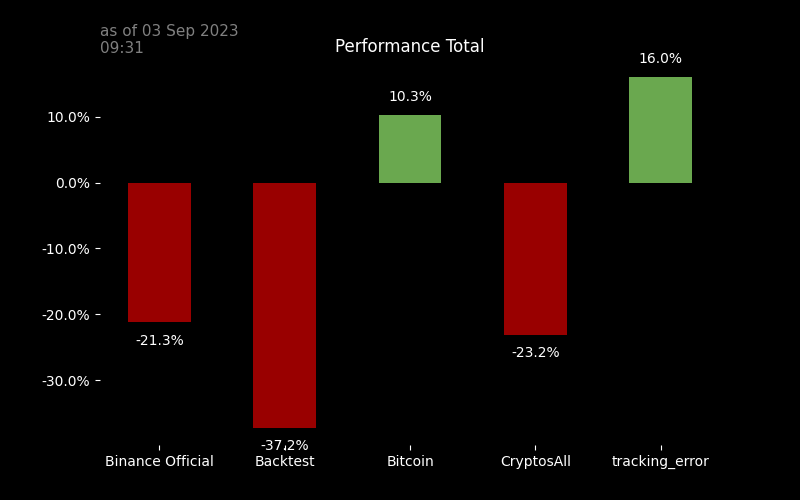 as of 03 Sep 2023
09:31
Performance Total
16.0%
10.3%
10.0%
0.0%
-10.0%
-20.0%
-30.0%
-21.3%
-23.2%
-37.2%
Binance Official
Backtest
Bitcoin
CryptosAll
tracking_error